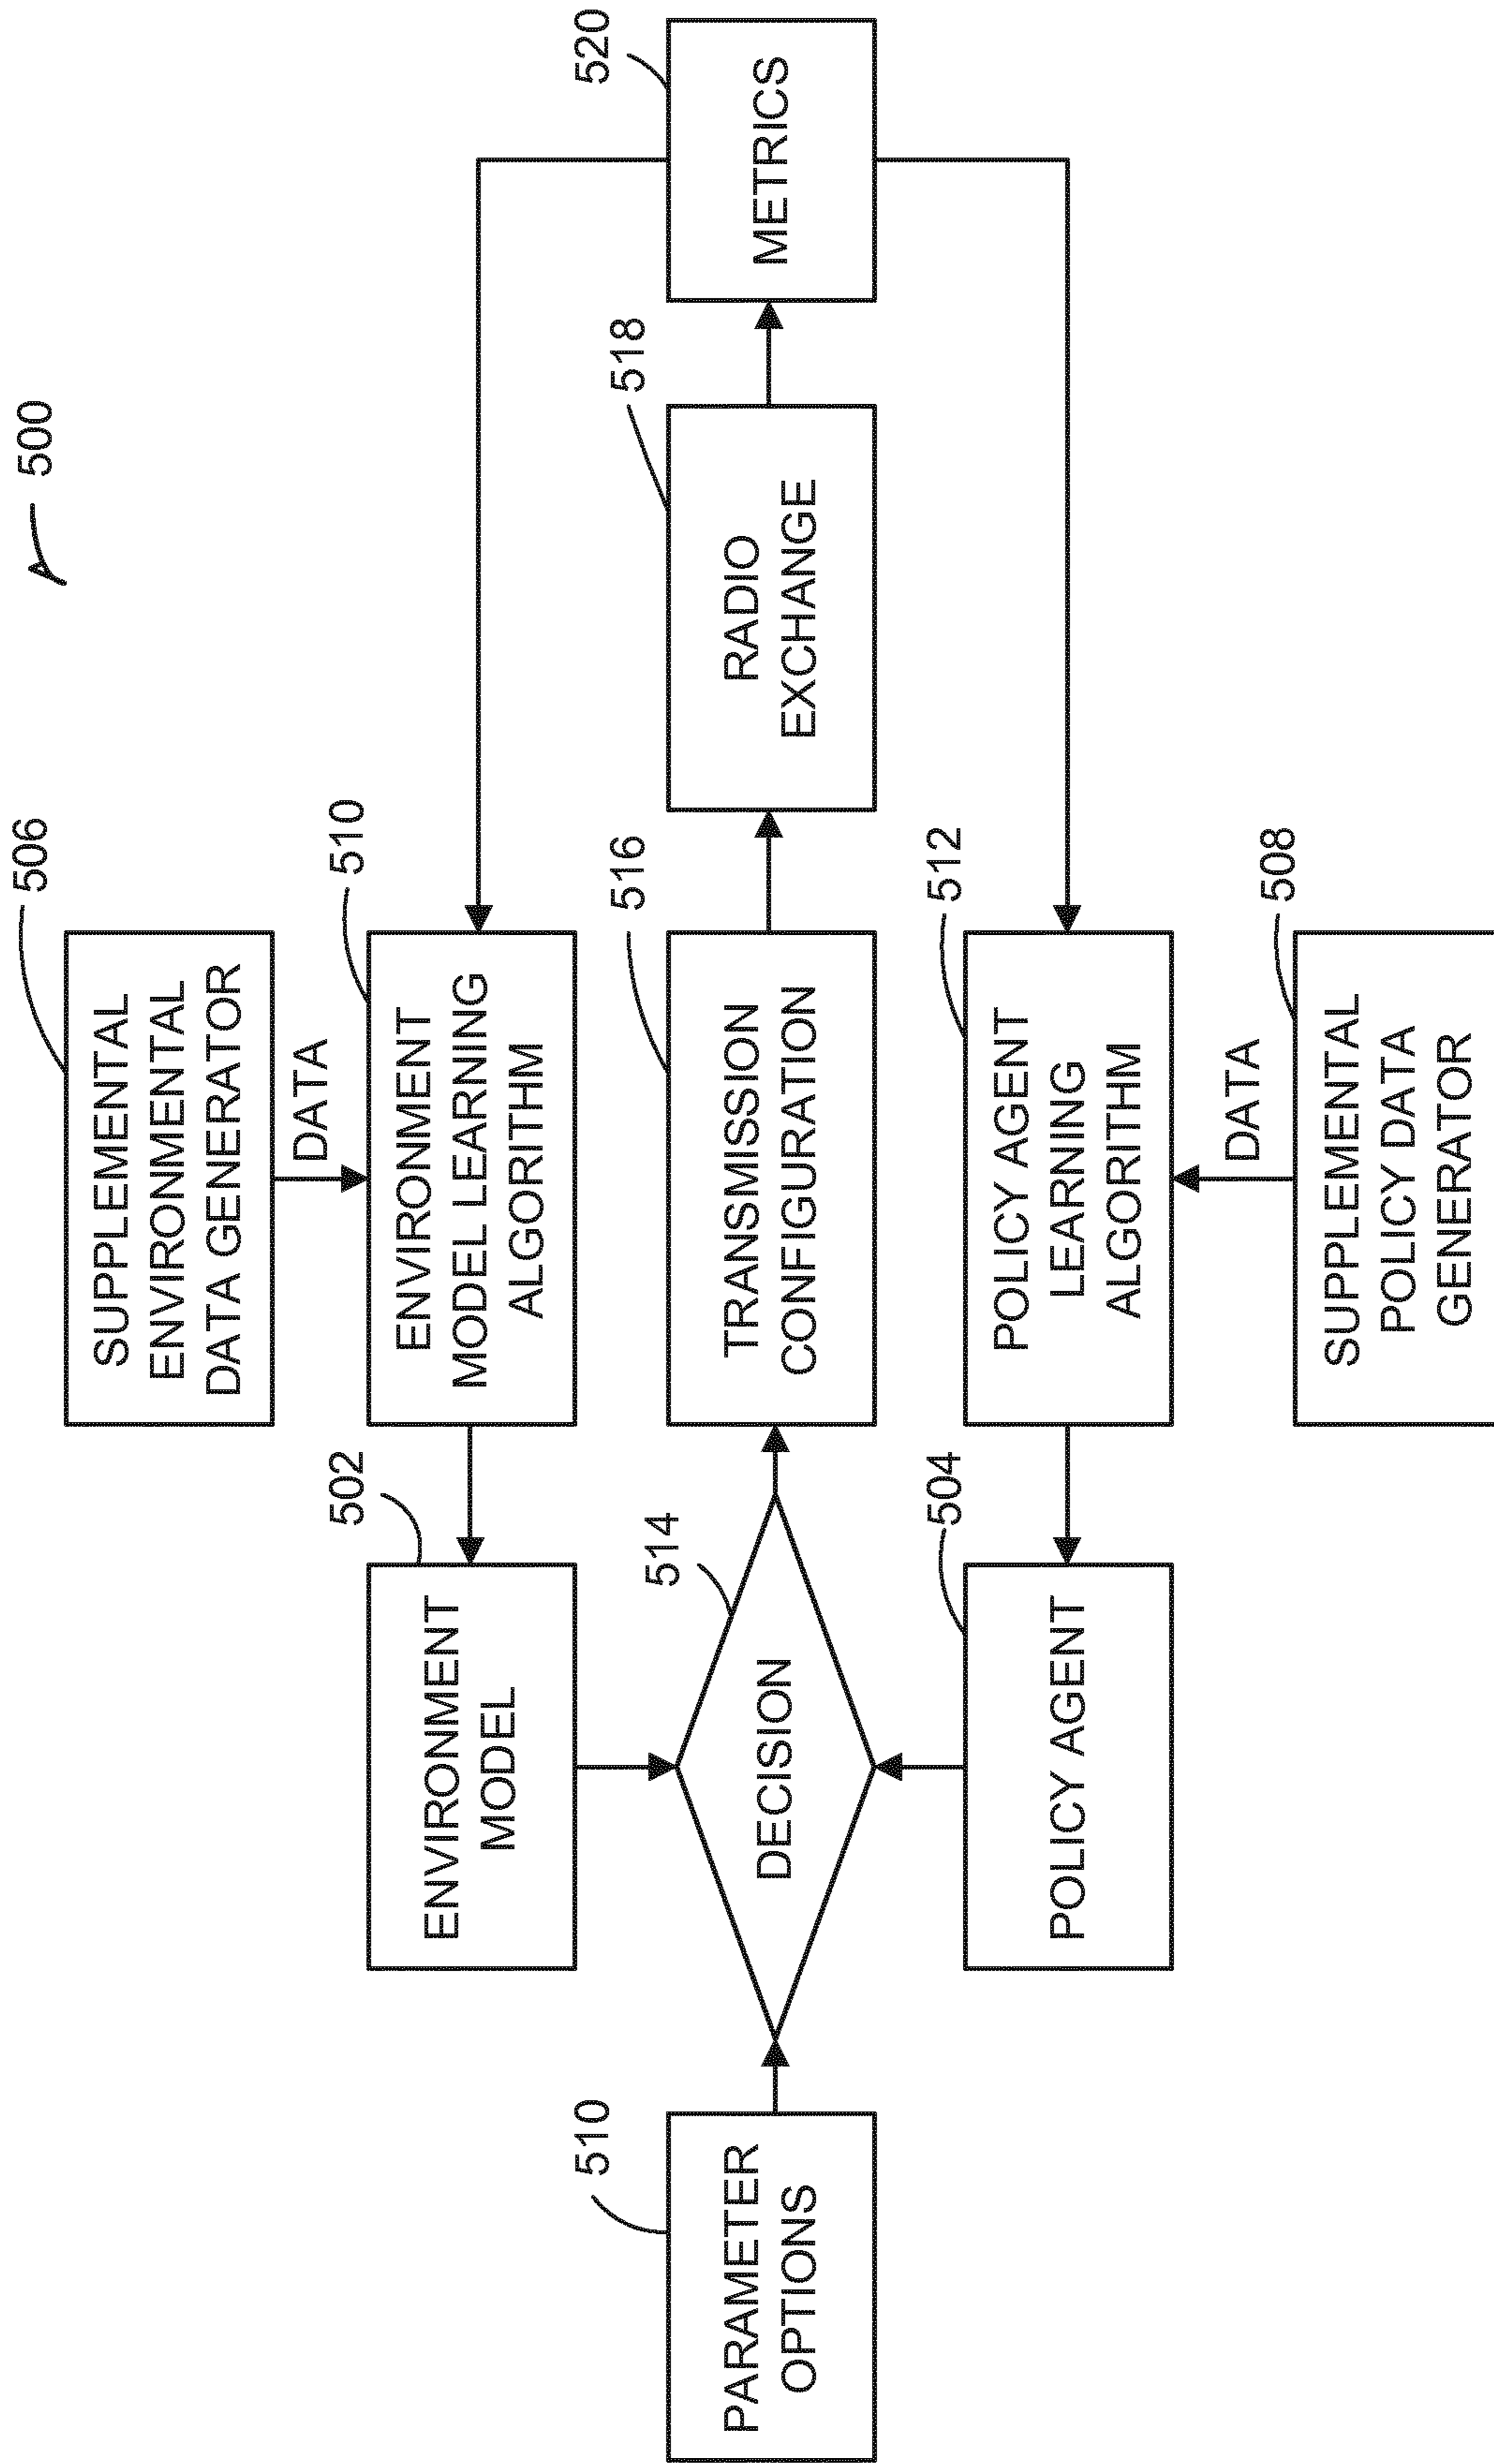 500
506
SUPPLEMENTAL
ENVIRONMENTAL
DATA GENERATOR
DATA
502
ENVIRONMENT
MODEL
510
ENVIRONMENT
MODEL LEARNING
ALGORITHM
510
PARAMETER
OPTIONS
514
DECISION
516
TRANSMISSION
CONFIGURATION
518
RADIO
EXCHANGE
520
METRICS
504
POLICY AGENT
512
POLICY AGENT
LEARNING
ALGORITHM
DATA
508
SUPPLEMENTAL
POLICY DATA
GENERATOR